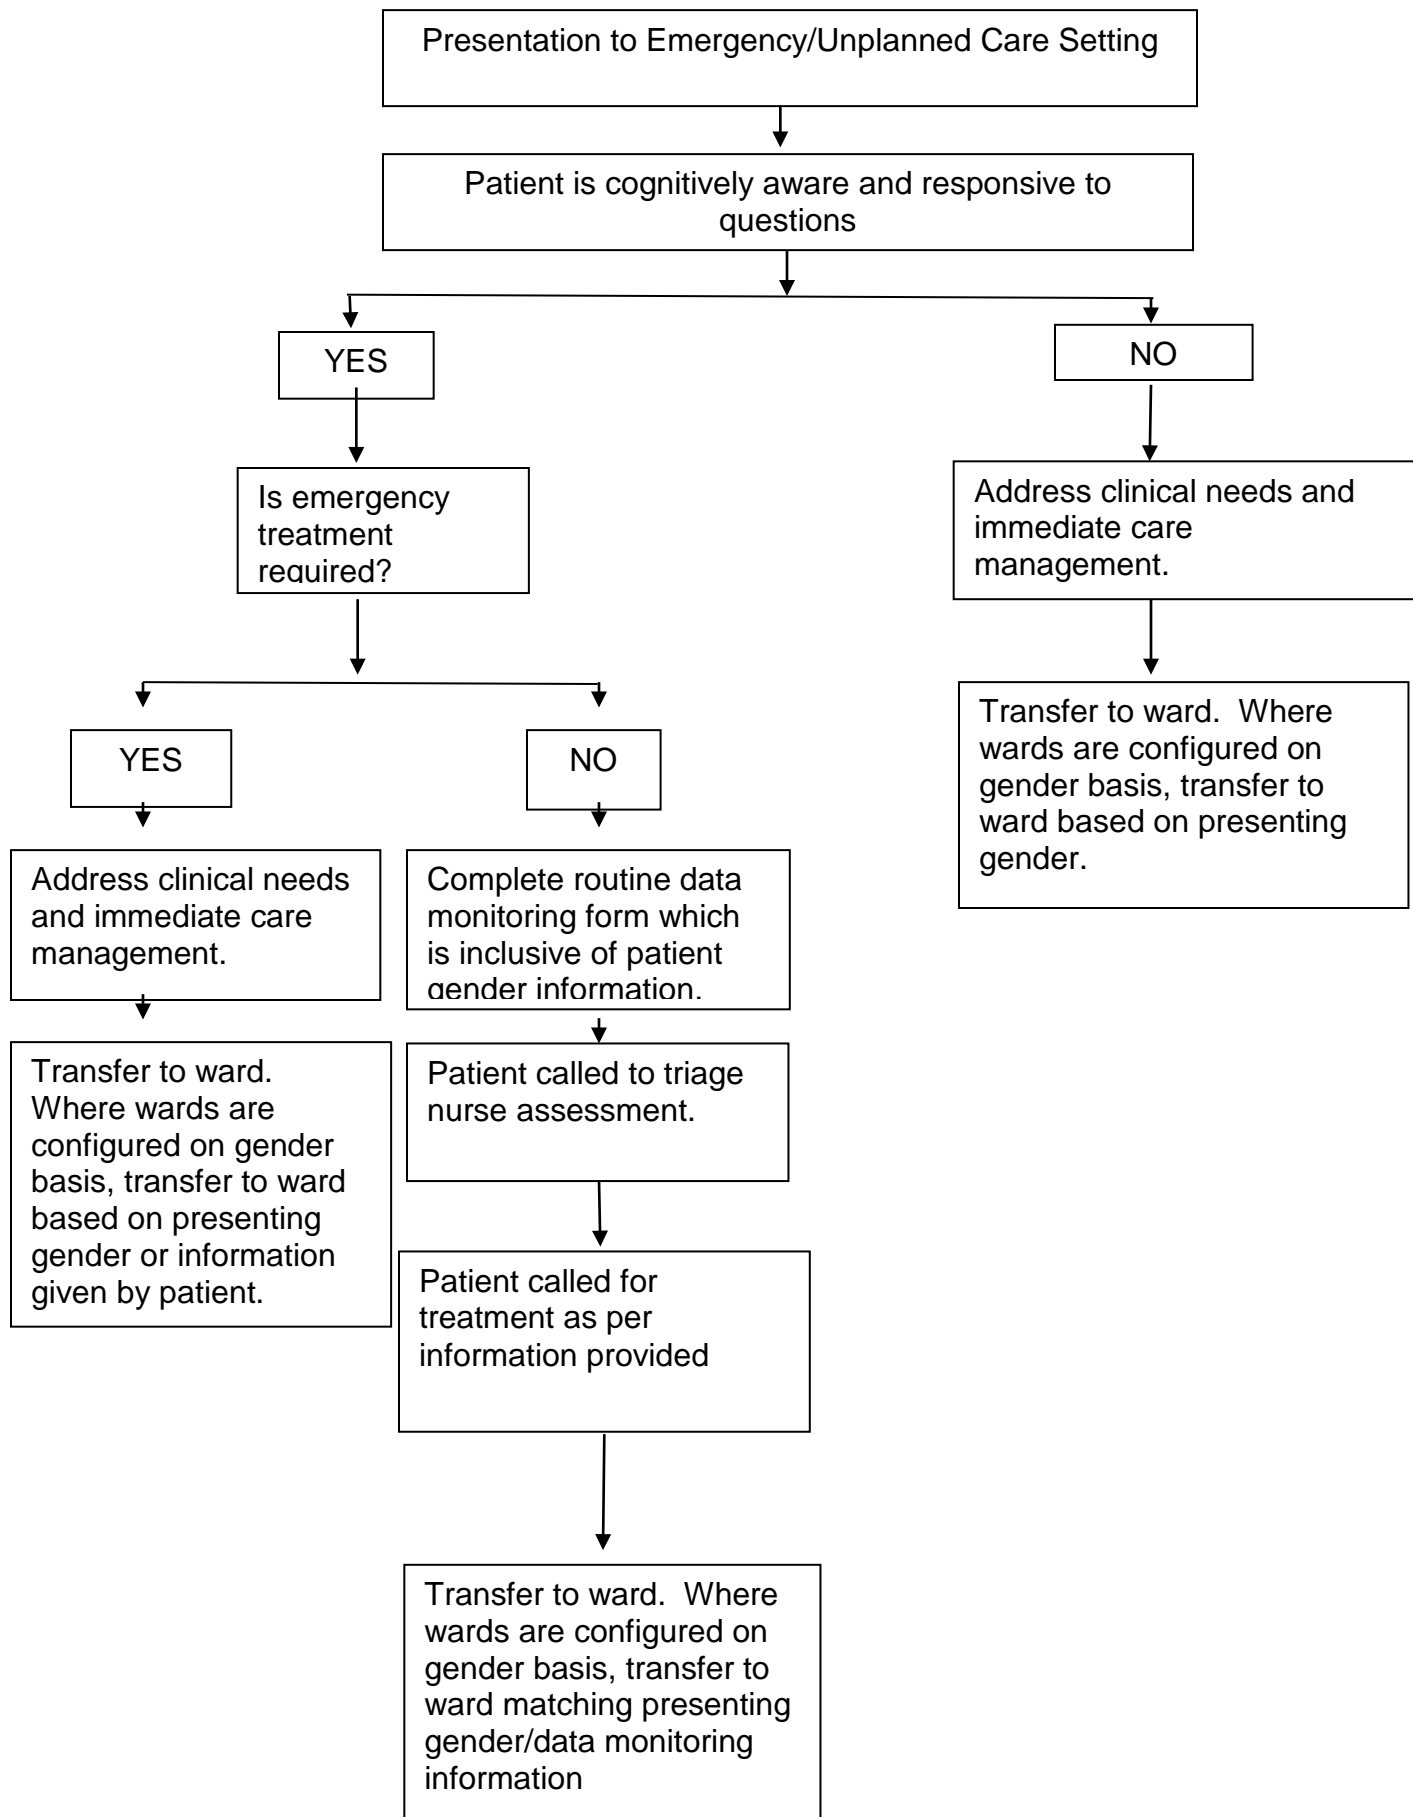 Presentation to Emergency/Unplanned Care Setting
Patient is cognitively aware and responsive to
questions
YES
NO
Is emergency
treatment
required?
Address clinical needs and
immediate care
management.
YES
NO
Transfer to ward.  Where
wards are configured on
gender basis, transfer to
ward based on presenting
gender.
Address clinical needs
and immediate care
management.
Complete routine data
monitoring form which
is inclusive of patient
gender information.
Transfer to ward.
Where wards are
configured on gender
basis, transfer to ward
based on presenting
gender or information
given by patient.
Patient called to triage
nurse assessment.
Patient called for
treatment as per
information provided
Transfer to ward.  Where
wards are configured on
gender basis, transfer to
ward matching presenting
gender/data monitoring
information